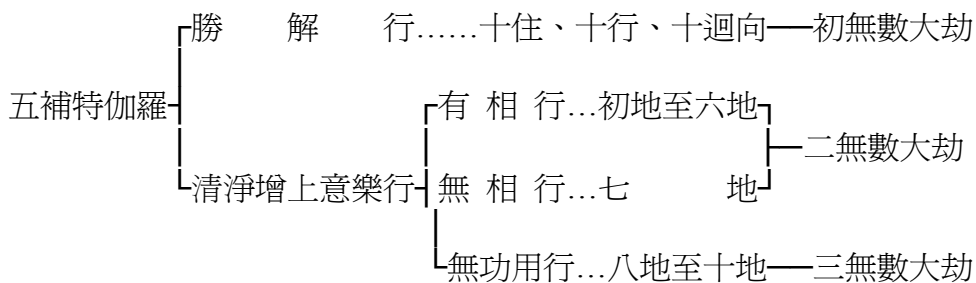 勝解行……十住、十行、十迴向──初無數大劫
五補特伽羅
有相行…初地至六地
二無數大劫
清淨增上意樂行
無相行…七地
無功用行…八地至十地──三無數大劫